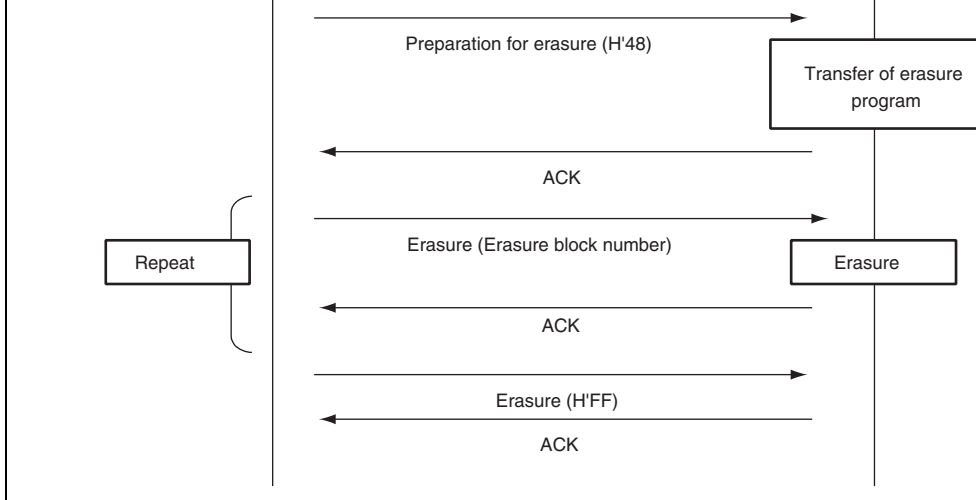 Preparation for erasure (H'48)
Transfer of erasure
program
ACK
Erasure (Erasure block number)
Repeat
Erasure
ACK
Erasure (H'FF)
ACK